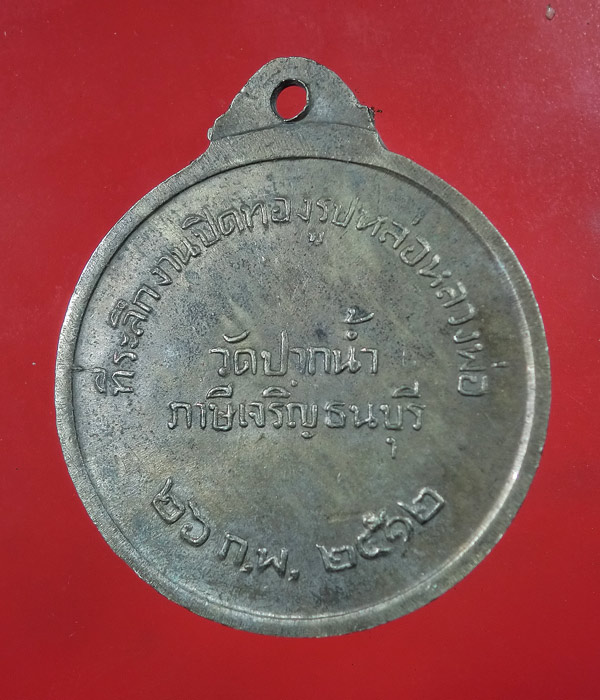 ที่ระลึกงานปิดทองรูปหล่อหลวงพ่อ
วัดปากน้ำ
ภาษีเจริญธนบุรี
๒๖ ก.พ. ๒๕๑๒